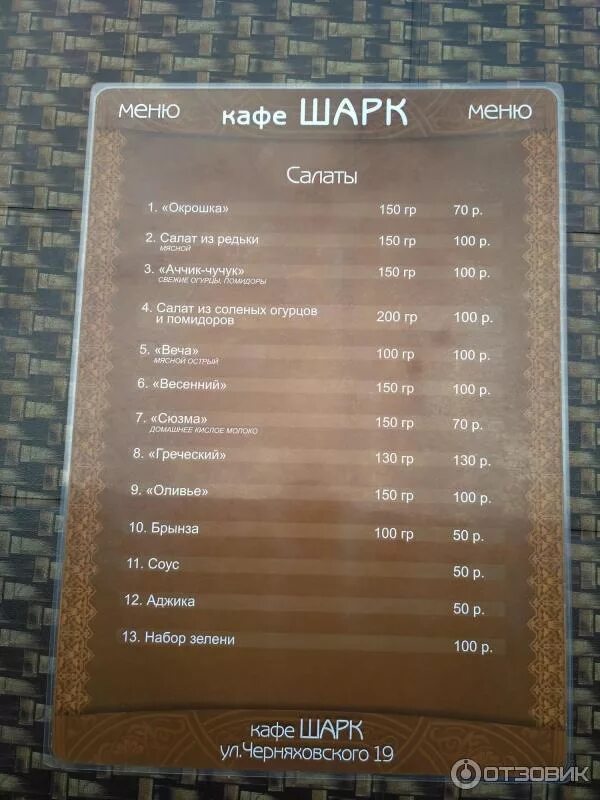 меню кафе ШАРК меню
Салаты
1. «Окрошка» 150 гр 70 р.
2. Салат из редьки 150 гр 100 р.
МЯСНОЙ
3. «Аччик-чучук» 150 гр 100 р.
СВЕЖИЕ ОГУРЦЫ, ПОМИДОРЫ
4. Салат из соленых огурцов
и помидоров 200 гр 100 р.
5. «Веча» 100 гр 100 р.
МЯСНОЙ ОСТРЫЙ
6. «Весенний» 150 гр 100 р.
7. «Сюзма» 150 гр 70 р.
ДОМАШНЕЕ КИСЛОЕ МОЛОКО
8. «Греческий» 130 гр 130 р.
9. «Оливье» 150 гр 100 р.
10. Брынза 100 гр 50 р.
11. Соус 50 р.
12. Аджика 50 р.
13. Набор зелени 100 р.
кафе ШАРК
ул.Черняховского 19
ОТЗОВИК